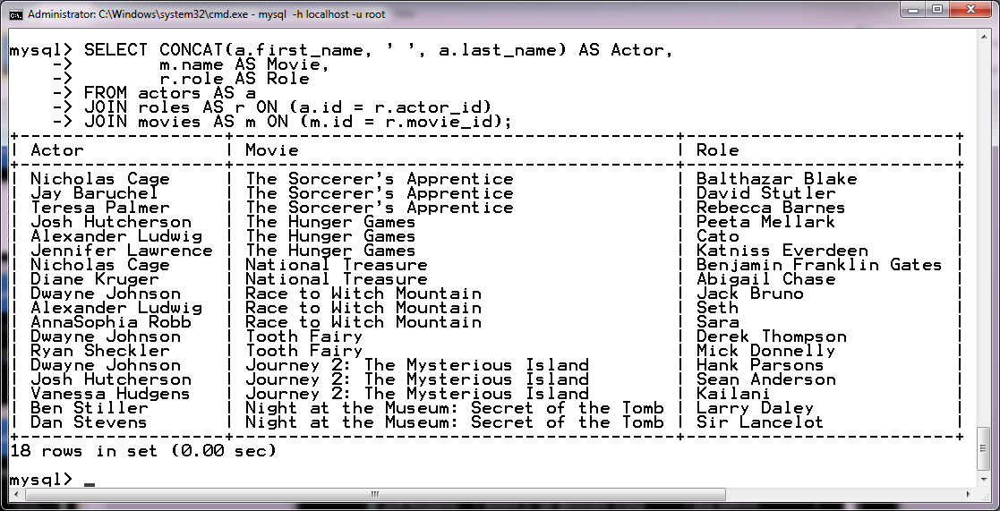 Administrator: C:\Windows\system32\cmd.exe - mysql  -h localhost -u root
mysql> SELECT CONCAT(a.first_name, ' ', a.last_name) AS Actor,
    ->        m.name AS Movie,
    ->        r.role AS Role
    -> FROM actors AS a
    -> JOIN roles AS r ON (a.id = r.actor_id)
    -> JOIN movies AS m ON (m.id = r.movie_id);
+-------------------+-----------------------------------------+--------------------------+
| Actor             | Movie                                   | Role                     |
+-------------------+-----------------------------------------+--------------------------+
| Nicholas Cage     | The Sorcerer's Apprentice               | Balthazar Blake          |
| Jay Baruchel      | The Sorcerer's Apprentice               | David Stutler            |
| Teresa Palmer     | The Sorcerer's Apprentice               | Rebecca Barnes           |
| Josh Hutcherson   | The Hunger Games                        | Peeta Mellark            |
| Alexander Ludwig  | The Hunger Games                        | Cato                     |
| Jennifer Lawrence | The Hunger Games                        | Katniss Everdeen         |
| Nicholas Cage     | National Treasure                       | Benjamin Franklin Gates |
| Diane Kruger      | National Treasure                       | Abigail Chase            |
| Dwayne Johnson    | Race to Witch Mountain                  | Jack Bruno               |
| Alexander Ludwig  | Race to Witch Mountain                  | Seth                     |
| AnnaSophia Robb   | Race to Witch Mountain                  | Sara                     |
| Dwayne Johnson    | Tooth Fairy                             | Derek Thompson           |
| Ryan Sheckler     | Tooth Fairy                             | Mick Donnelly            |
| Dwayne Johnson    | Journey 2: The Mysterious Island        | Hank Parsons             |
| Josh Hutcherson   | Journey 2: The Mysterious Island        | Sean Anderson            |
| Vanessa Hudgens   | Journey 2: The Mysterious Island        | Kailani                  |
| Ben Stiller       | Night at the Museum: Secret of the Tomb | Larry Daley              |
| Dan Stevens       | Night at the Museum: Secret of the Tomb | Sir Lancelot             |
+-------------------+-----------------------------------------+--------------------------+
18 rows in set (0.00 sec)
mysql> _